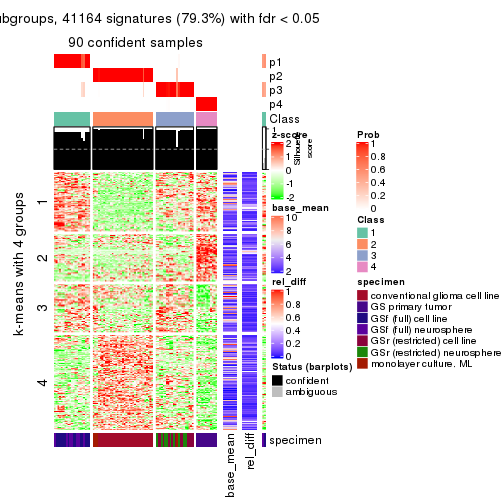 ubgroups, 41164 signatures (79.3%) with fdr < 0.05
90 confident samples
p1
p2
p3
p4
Class
1
Silhouette
score
z-score
2
1
0
-1
-2
base_mean
10
8
6
4
2
rel_diff
1
0.8
0.6
0.4
0.2
0
Status (barplots)
confident
ambiguous
Prob
1
0.8
0.6
0.4
0.2
0
Class
1
2
3
4
specimen
conventional glioma cell line
GS primary tumor
GSf (full) cell line
GSf (full) neurosphere
GSr (restricted) cell line
GSr (restricted) neurosphere
monolayer culture. ML
k-means with 4 groups
1
2
3
4
specimen
base_mean
rel_diff